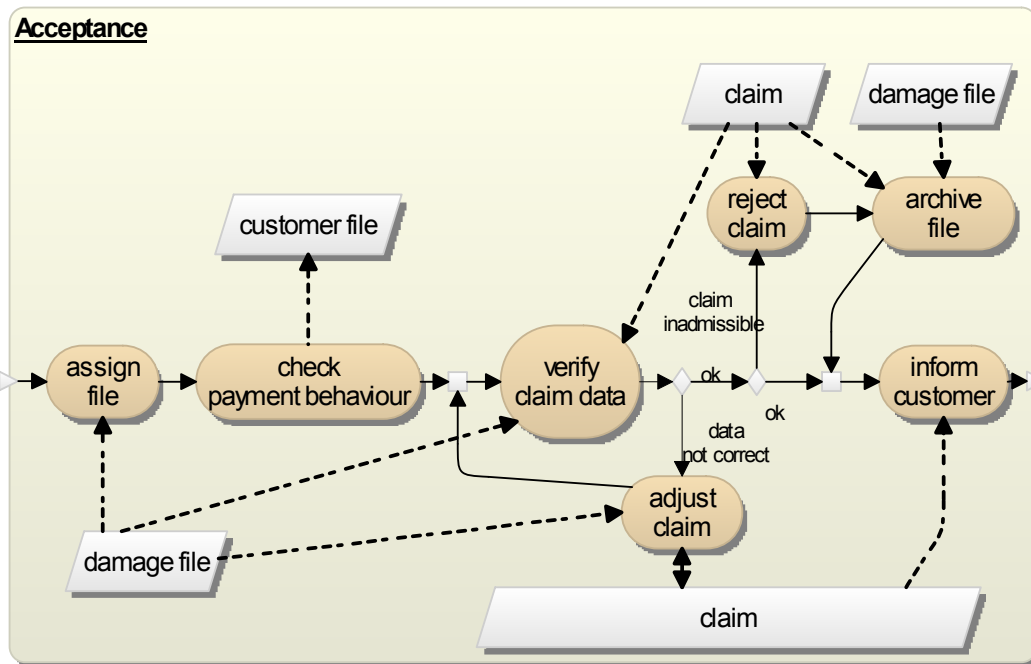 Acceptance
claim
damage file
customer file
reject
claim
archive
file
claim
inadmissible
assign
file
check
payment behaviour
verify
claim data
ok
ok
inform
customer
data
not correct
adjust
claim
damage file
claim